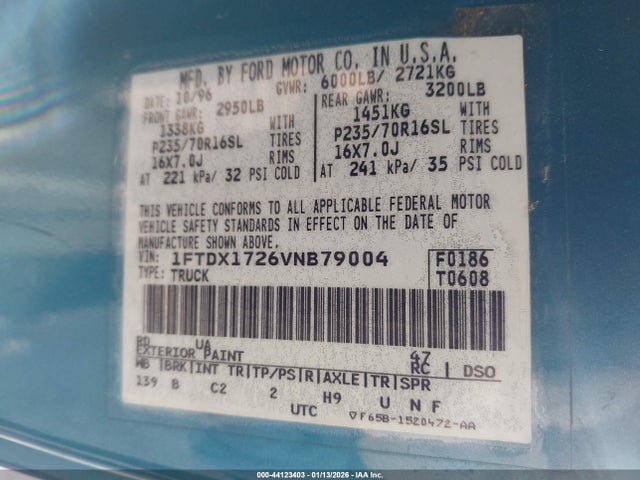 MFD. BY FORD MOTOR CO. IN U.S.A.
DATE: 10/96 GVWR: 6000LB/ 2721KG
FRONT GAWR: 2950LB REAR GAWR: 3200LB
1338KG WITH 1451KG WITH
P235/70R16SL TIRES P235/70R16SL TIRES
16X7.0J RIMS 16X7.0J RIMS
AT 221 kPa/ 32 PSI COLD AT 241 kPa/ 35 PSI COLD
THIS VEHICLE CONFORMS TO ALL APPLICABLE FEDERAL MOTOR
VEHICLE SAFETY STANDARDS IN EFFECT ON THE DATE OF
MANUFACTURE SHOWN ABOVE.
VIN: 1FTDX1726VNB79004 F0186
TYPE: TRUCK T0608
PD UA 47
EXTERIOR PAINT RC DSO
WB BRK INT TR TP/PS R AXLE TR SPR
139 B C2 2 H9 U N F
UTC ▽F65B-1520472-AA
000-44123403 - 01/13/2026 - IAAI.COM